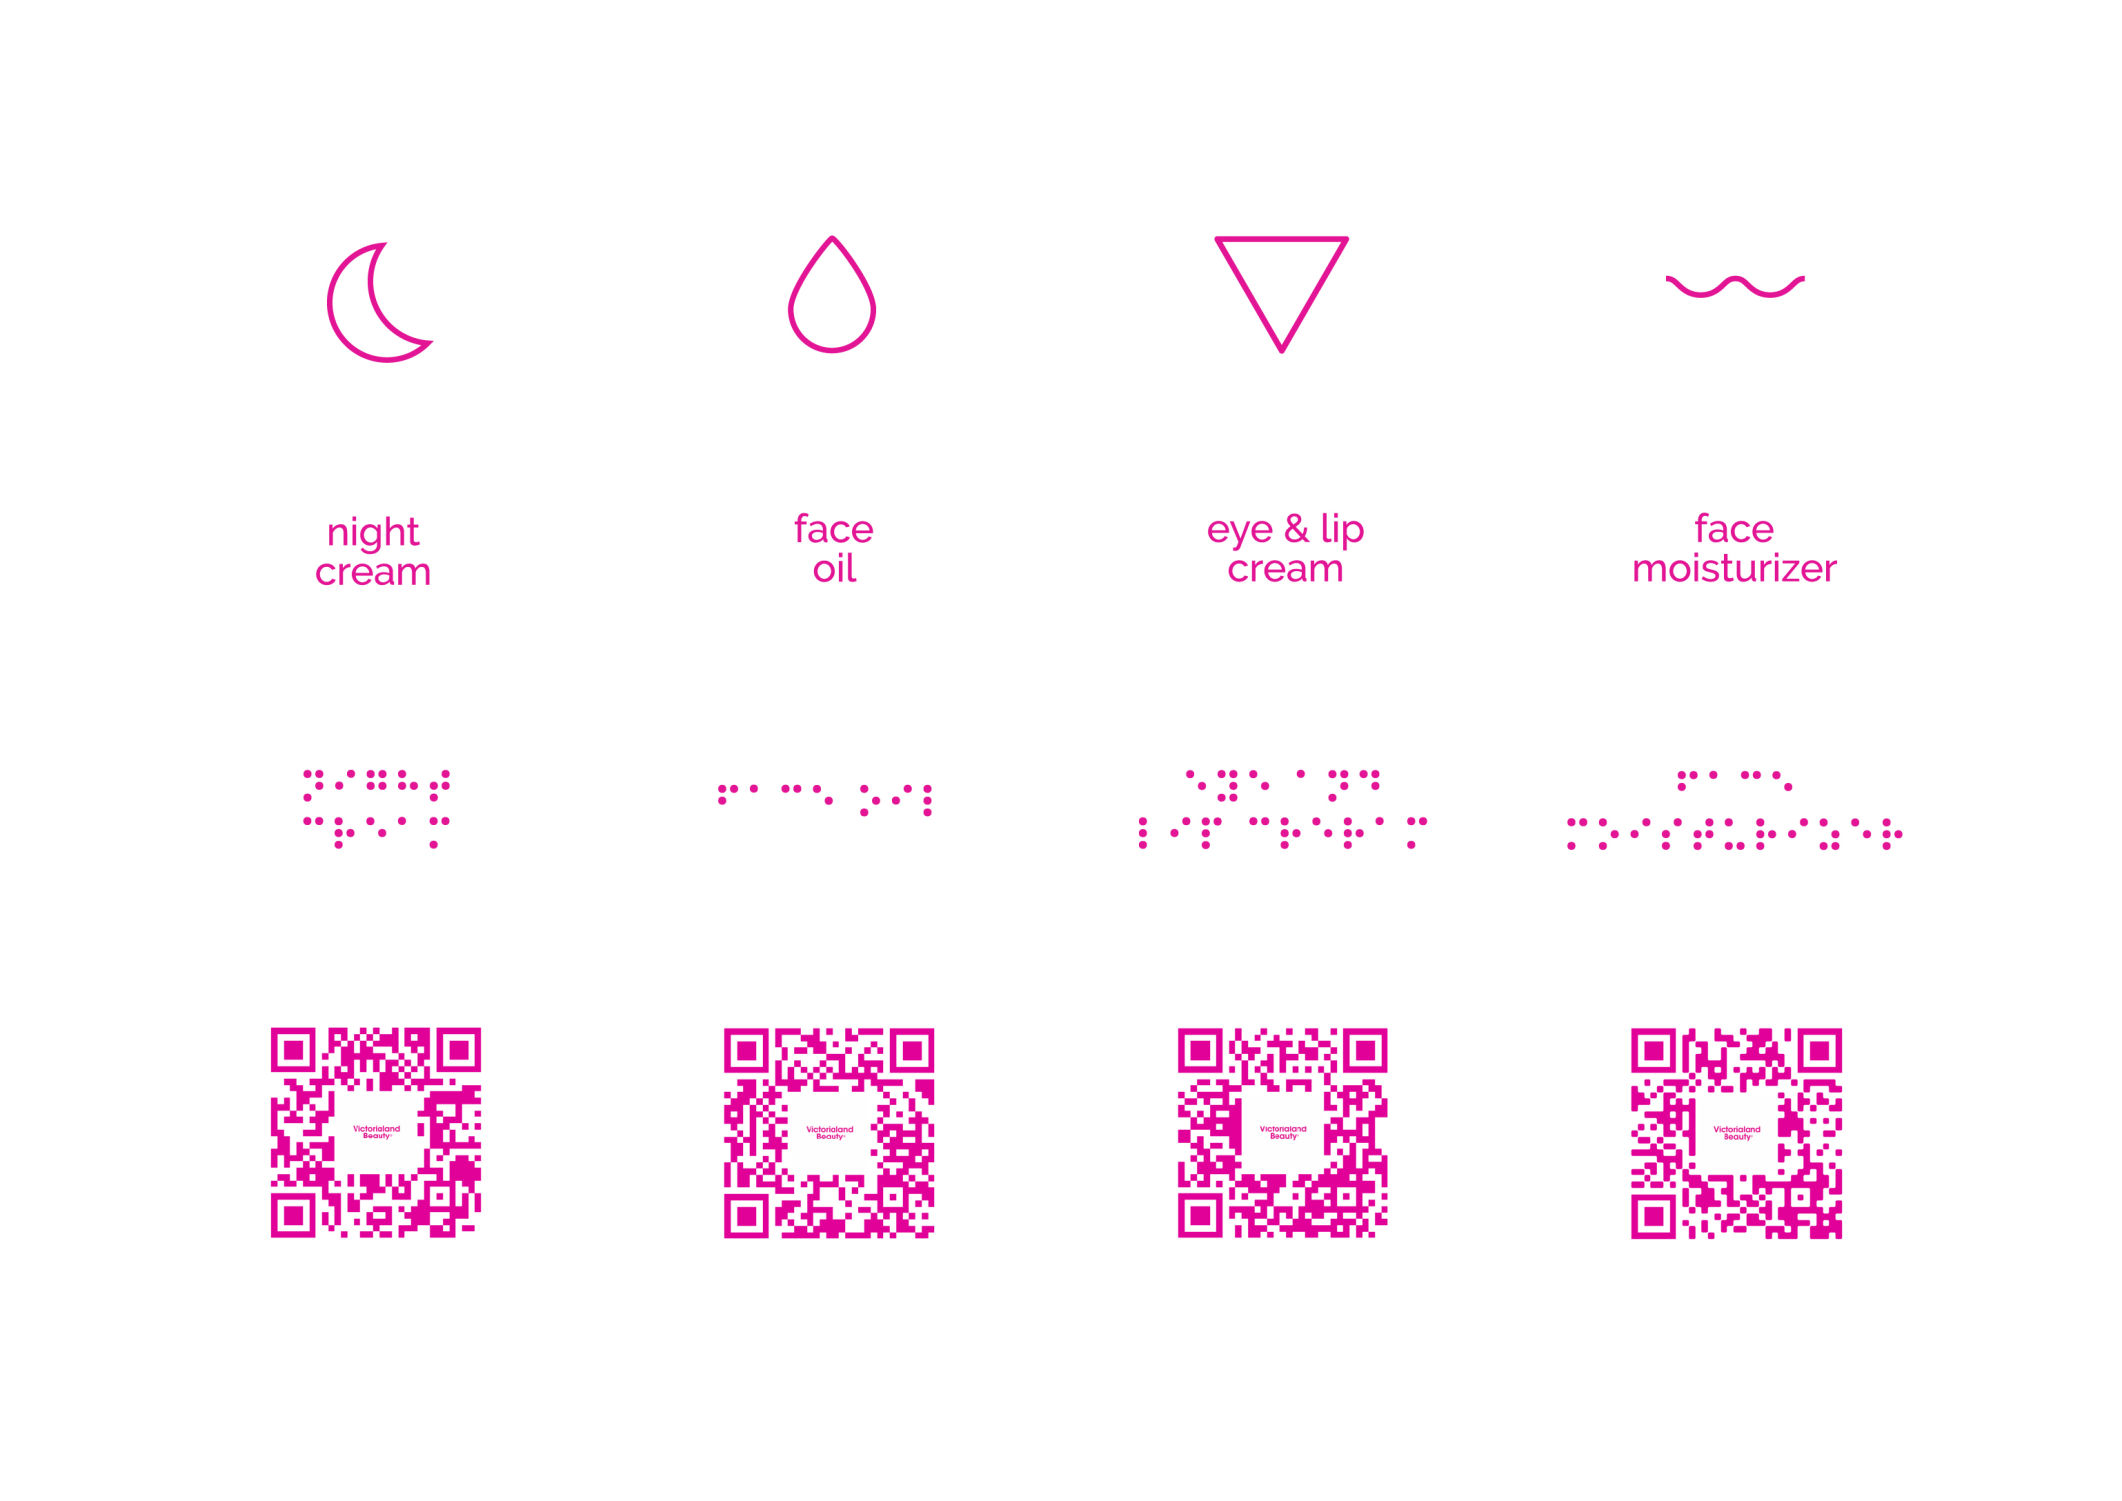 night
cream
face
oil
eye & lip
cream
face
moisturizer
⠝⠊⠛⠓⠞
⠉⠗⠑⠁⠍
⠋⠁⠉⠑ ⠕⠊⠇
⠑⠽⠑ ⠁⠝⠙
⠇⠊⠏ ⠉⠗⠑⠗⠁⠍
⠋⠁⠉⠑
⠍⠕⠊⠎⠞⠥⠗⠊⠵⠑⠗
Victorialand
Beauty
Victorialand
Beauty
Victorialand
Beauty
Victorialand
Beauty